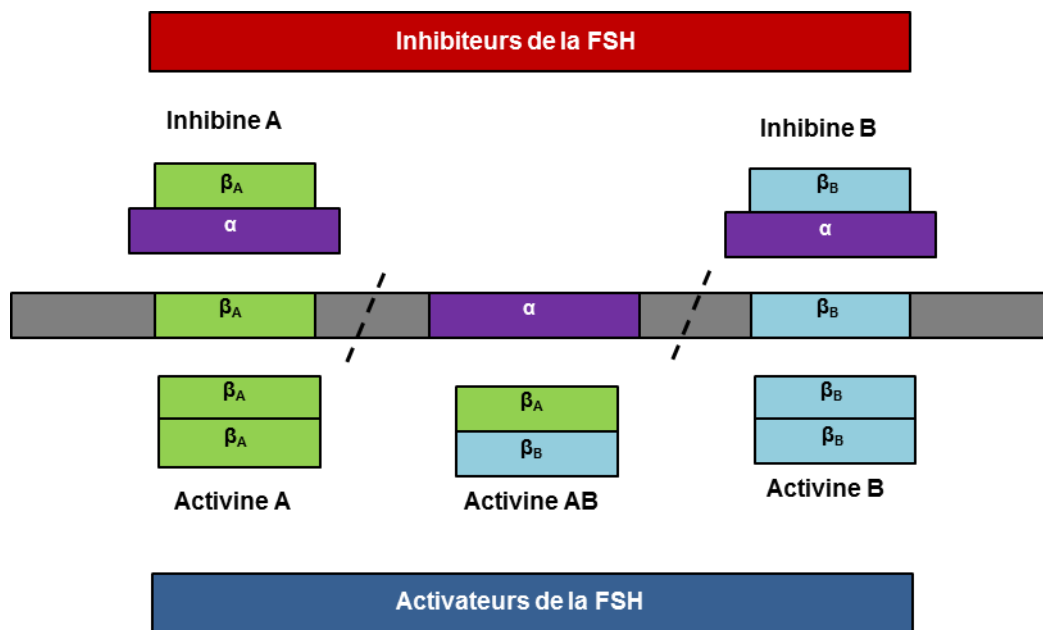 Inhibiteurs de la FSH
Inhibine A
Inhibine B
βA
βB
α
α
βA
α
βB
βA
βA
βA
βB
βB
βB
Activine A
Activine AB
Activine B
Activateurs de la FSH